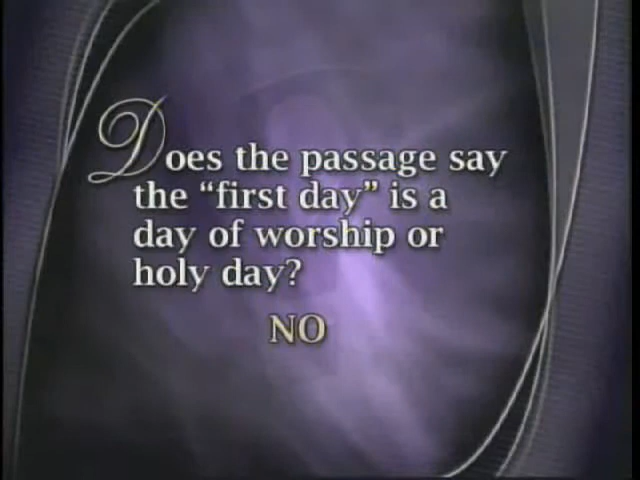 Does the passage say
the “first day” is a
day of worship or
holy day?
NO